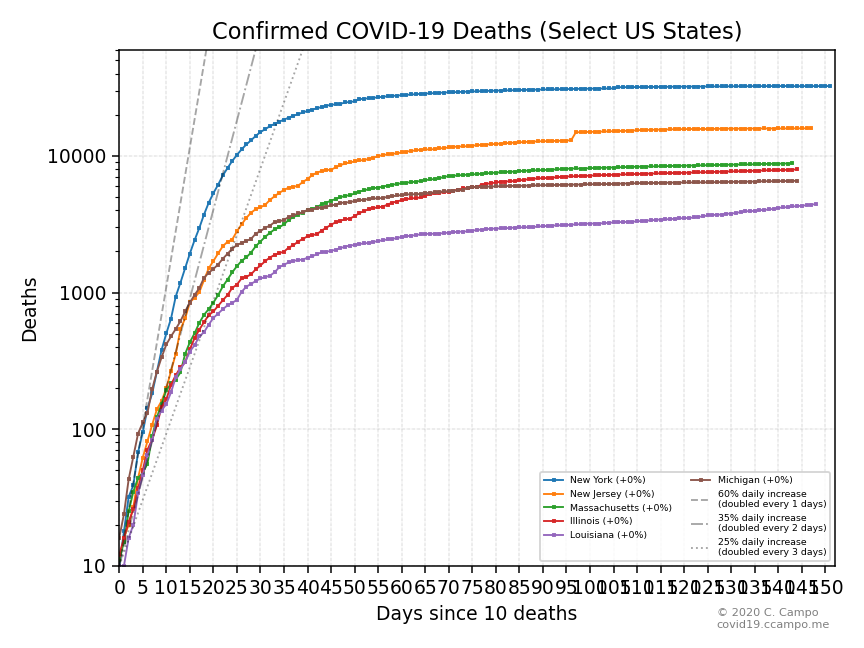 Confirmed COVID-19 Deaths (Select US States)
Deaths
10000
1000
100
10
0 5 10 15 20 25 30 35 40 45 50 55 60 65 70 75 80 85 90 95 100 105 110 115 120 125 130 135 140 145 150
Days since 10 deaths
New York (+0%)
New Jersey (+0%)
Massachusetts (+0%)
Illinois (+0%)
Louisiana (+0%)
Michigan (+0%)
60% daily increase
(doubled every 1 days)
35% daily increase
(doubled every 2 days)
25% daily increase
(doubled every 3 days)
© 2020 C. Campo
covid19.ccampo.me